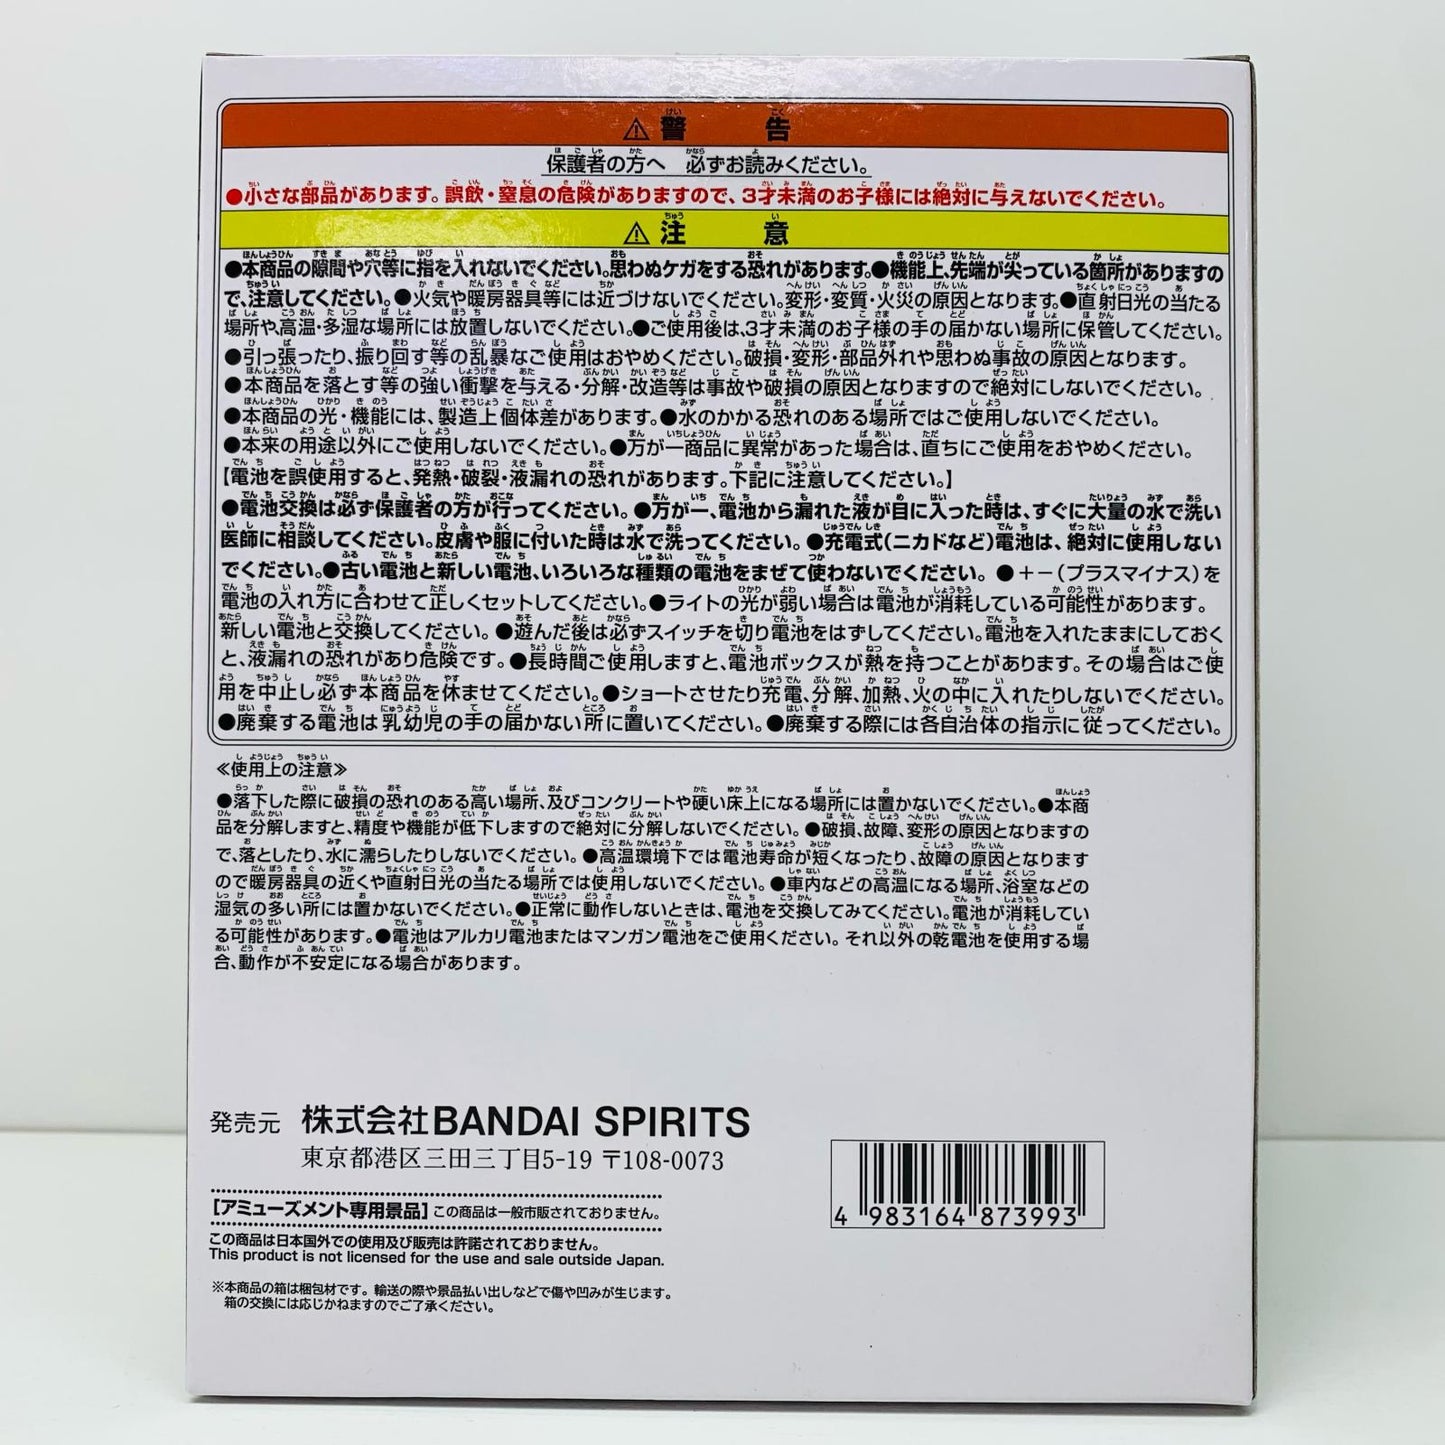 ⚠警 告
保護者の方へ 必ずお読みください。
●小さな部品があります。誤飲・窒息の危険がありますので、3才未満のお子様には絶対に与えないでください。
⚠注 意
●本商品の隙間や穴等に指を入れないでください。思わぬケガをする恐れがあります。●機能上、先端が尖っている箇所がありますの
で、注意してください。●火気や暖房器具等には近づけないでください。変形・変質・火災の原因となります。●直射日光の当たる
場所や、高温・多湿な場所には放置しないでください。●ご使用後は、3才未満のお子様の手の届かない場所に保管してください。
●引っ張ったり、振り回す等の乱暴なご使用はおやめください。破損・変形・部品外れや思わぬ事故の原因となります。
●本商品を落とす等の強い衝撃を与える・分解・改造等は事故や破損の原因となりますので絶対にしないでください。
●本商品の光・機能には、製造上個体差があります。●水のかかる恐れのある場所ではご使用しないでください。
●本来の用途以外にご使用しないでください。●万が一商品に異常があった場合は、直ちにご使用をおやめください。
【電池を誤使用すると、発熱・破裂・液漏れの恐れがあります。下記に注意してください。】
●電池交換は必ず保護者の方が行ってください。●万が一、電池から漏れた液が目に入った時は、すぐに大量の水で洗い
医師に相談してください。皮膚や服に付いた時は水で洗ってください。●充電式（ニカドなど）電池は、絶対に使用しない
でください。●古い電池と新しい電池、いろいろな種類の電池をまぜて使わないでください。●＋−（プラスマイナス）を
電池の入れ方に合わせて正しくセットしてください。●ライトの光が弱い場合は電池が消耗している可能性があります。
新しい電池と交換してください。●遊んだ後は必ずスイッチを切り電池をはずしてください。電池を入れたままにしておく
と、液漏れの恐れがあり危険です。●長時間ご使用しますと、電池ボックスが熱を持つことがあります。その場合はご使
用を中止し必ず本商品を休ませてください。●ショートさせたり充電、分解、加熱、火の中に入れたりしないでください。
●廃棄する電池は乳幼児の手の届かない所に置いてください。●廃棄する際には各自治体の指示に従ってください。
≪使用上の注意≫
●落下した際に破損の恐れのある高い場所、及びコンクリートや硬い床上になる場所には置かないでください。●本商
品を分解しますと、精度や機能が低下しますので絶対に分解しないでください。●破損、故障、変形の原因となりますの
で、落としたり、水に濡らしたりしないでください。●高温環境下では電池寿命が短くなったり、故障の原因となります
ので暖房器具の近くや直射日光の当たる場所では使用しないでください。●車内などの高温になる場所、浴室などの
湿気の多い所には置かないでください。●正常に動作しないときは、電池を交換してみてください。電池が消耗してい
る可能性があります。●電池はアルカリ電池またはマンガン電池をご使用ください。それ以外の乾電池を使用する場
合、動作が不安定になる場合があります。
発売元 株式会社BANDAI SPIRITS
東京都港区三田三丁目5-19 〒108-0073
[アミューズメント専用景品] この商品は一般市販されておりません。
この商品は日本国外での使用及び販売は許諾されておりません。
This product is not licensed for the use and sale outside Japan.
※本商品の箱は梱包材です。輸送の際や景品払い出しなどで傷や凹みが生じます。
箱の交換には応じかねますのでご了承ください。
4 983164 873993